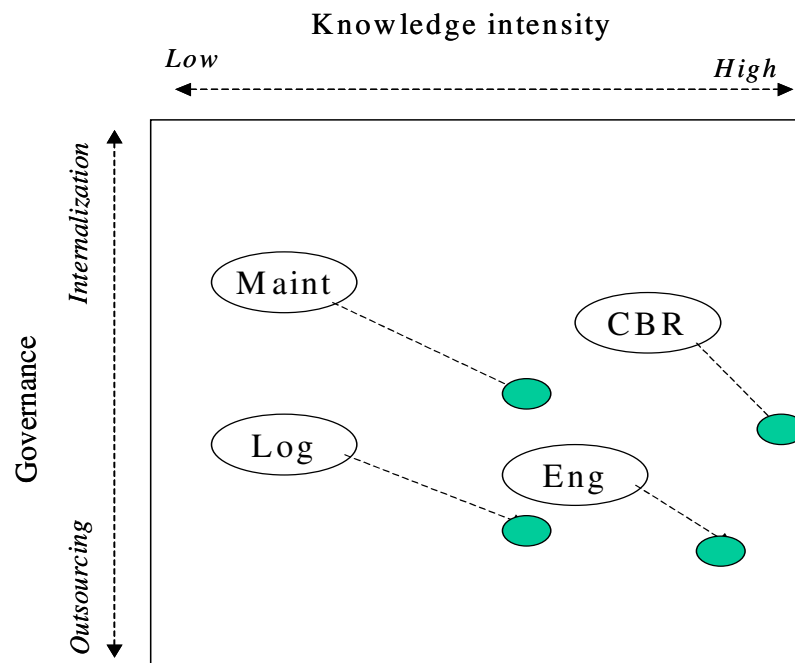 Knowledge intensity
Low
High
Internalization
Maint
CBR
Governance
Log
Eng
Outsourcing